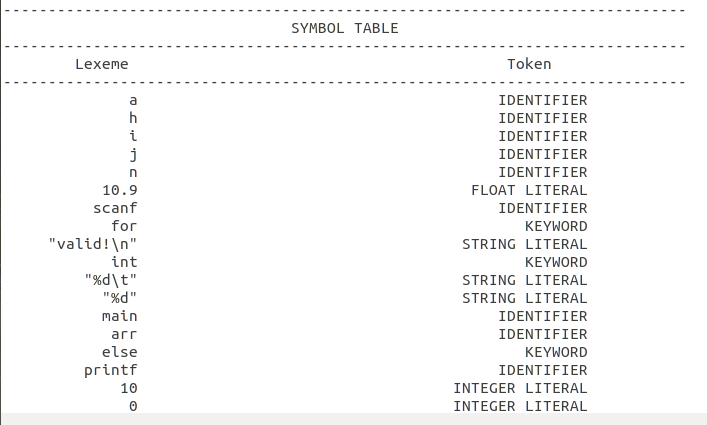 --------------------------------------------------------------------------
SYMBOL TABLE
--------------------------------------------------------------------------
Lexeme Token
--------------------------------------------------------------------------
a IDENTIFIER
h IDENTIFIER
i IDENTIFIER
j IDENTIFIER
n IDENTIFIER
10.9 FLOAT LITERAL
scanf IDENTIFIER
for KEYWORD
"valid!\n" STRING LITERAL
int KEYWORD
"%d\t" STRING LITERAL
"%d" STRING LITERAL
main IDENTIFIER
arr IDENTIFIER
else KEYWORD
printf IDENTIFIER
10 INTEGER LITERAL
0 INTEGER LITERAL